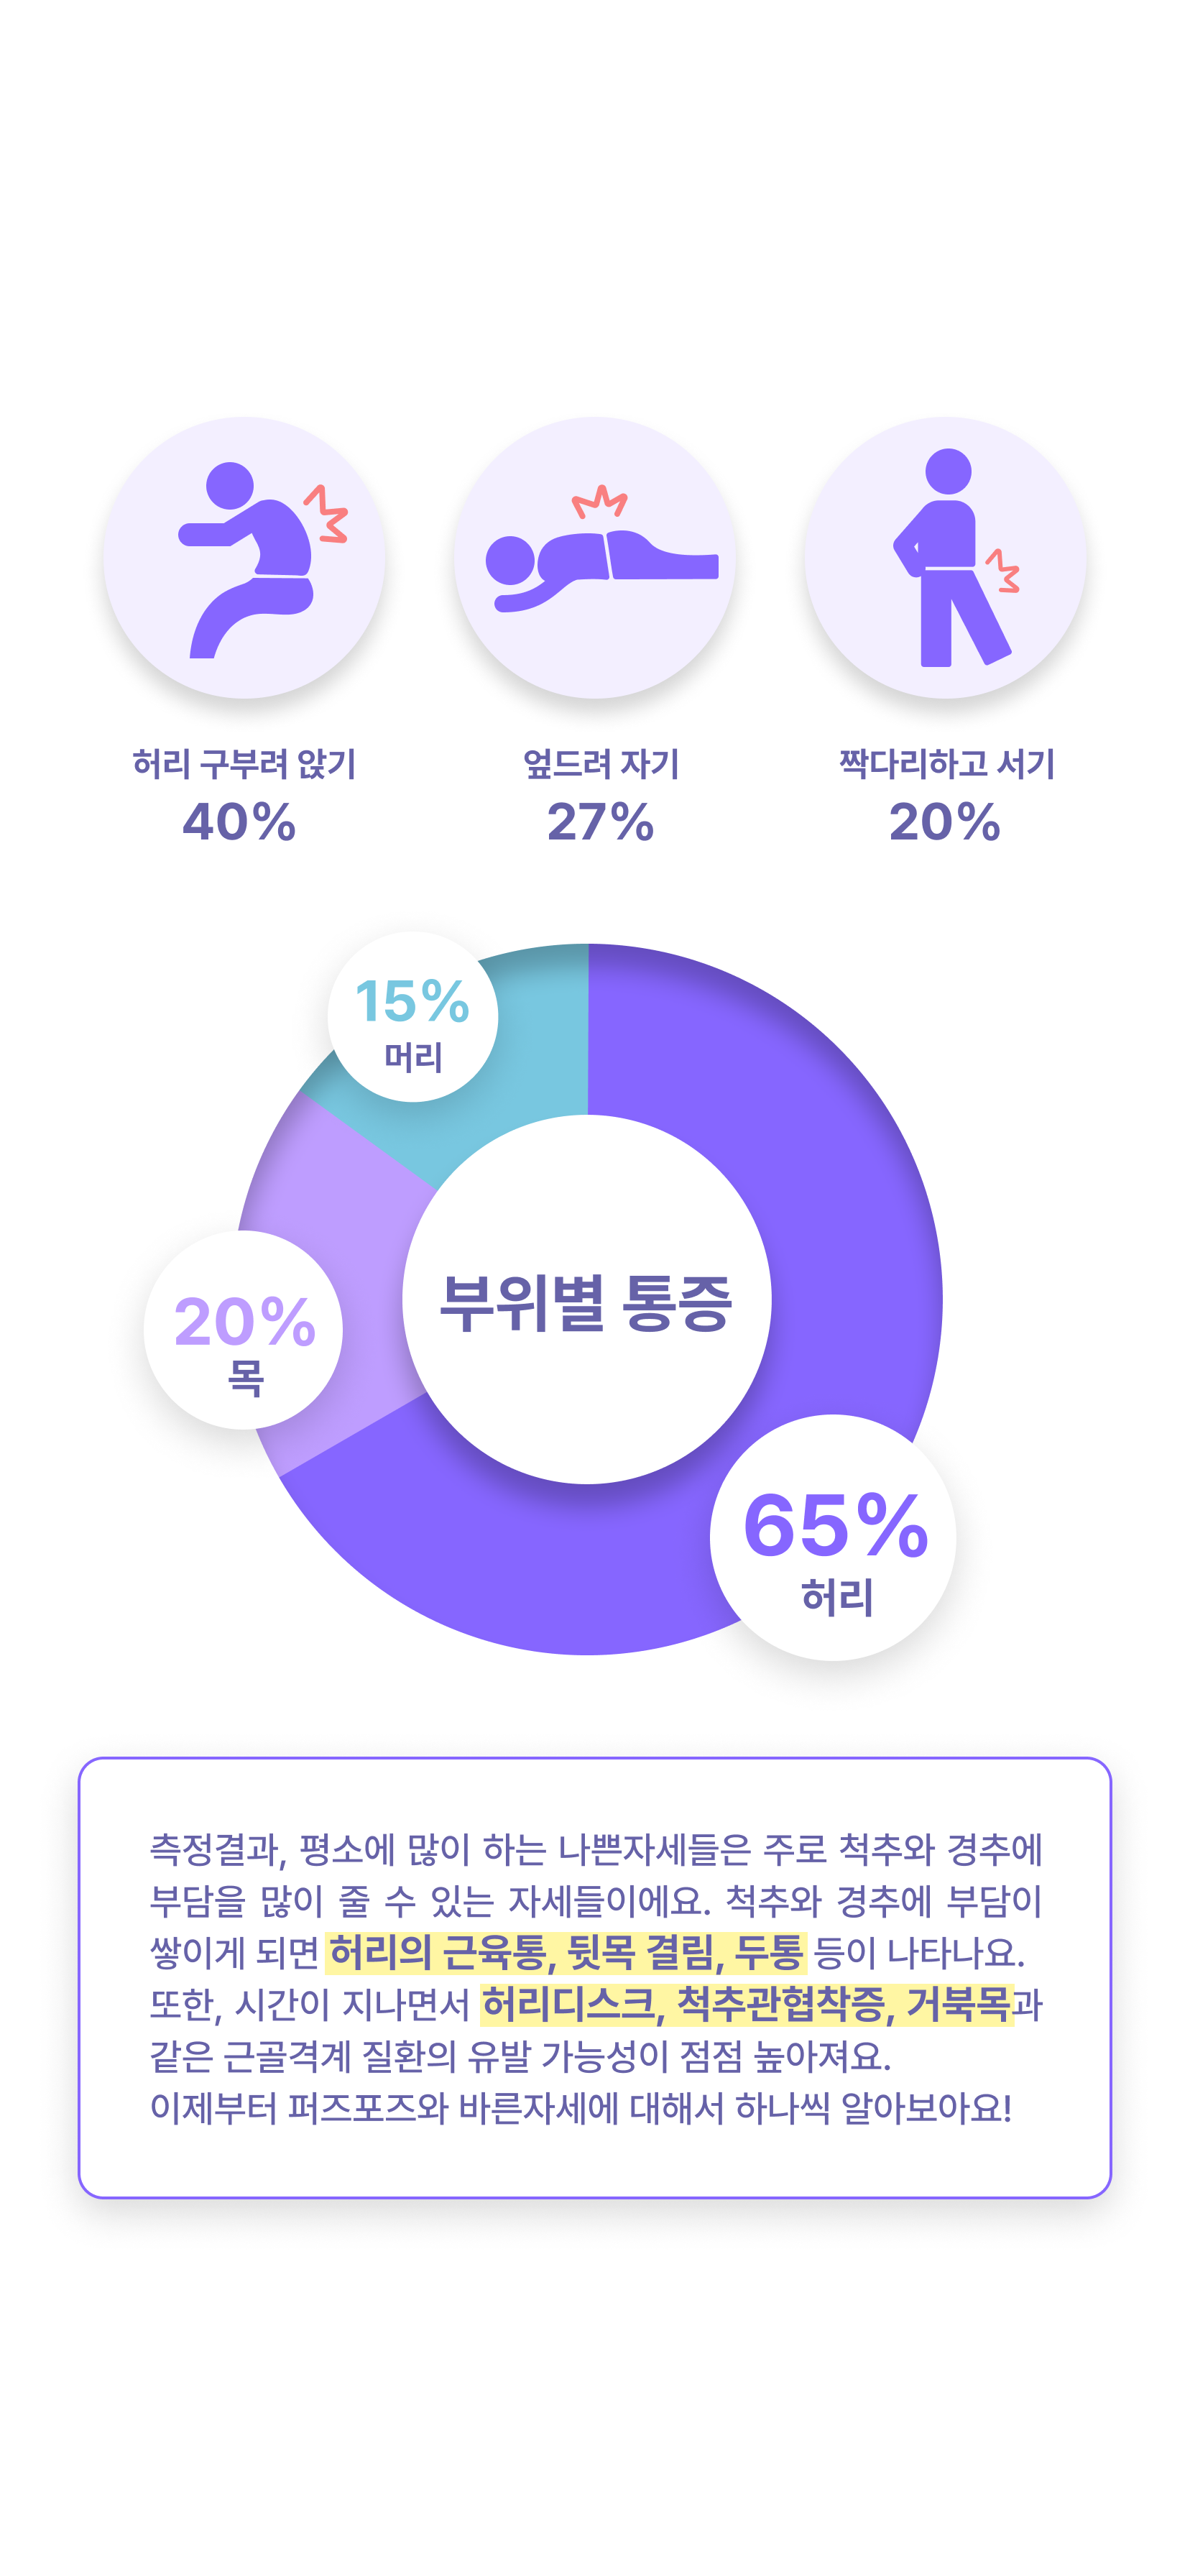 허리 구부려 앉기
40%
엎드려 자기
27%
짝다리하고 서기
20%
15%
머리
20%
목
부위별 통증
65%
허리
측정결과, 평소에 많이 하는 나쁜자세들은 주로 척추와 경추에
부담을 많이 줄 수 있는 자세들이에요. 척추와 경추에 부담이
쌓이게 되면 허리의 근육통, 뒷목 결림, 두통 등이 나타나요.
또한, 시간이 지나면서 허리디스크, 척추관협착증, 거북목과
같은 근골격계 질환의 유발 가능성이 점점 높아져요.
이제부터 퍼즈포즈와 바른자세에 대해서 하나씩 알아보아요!